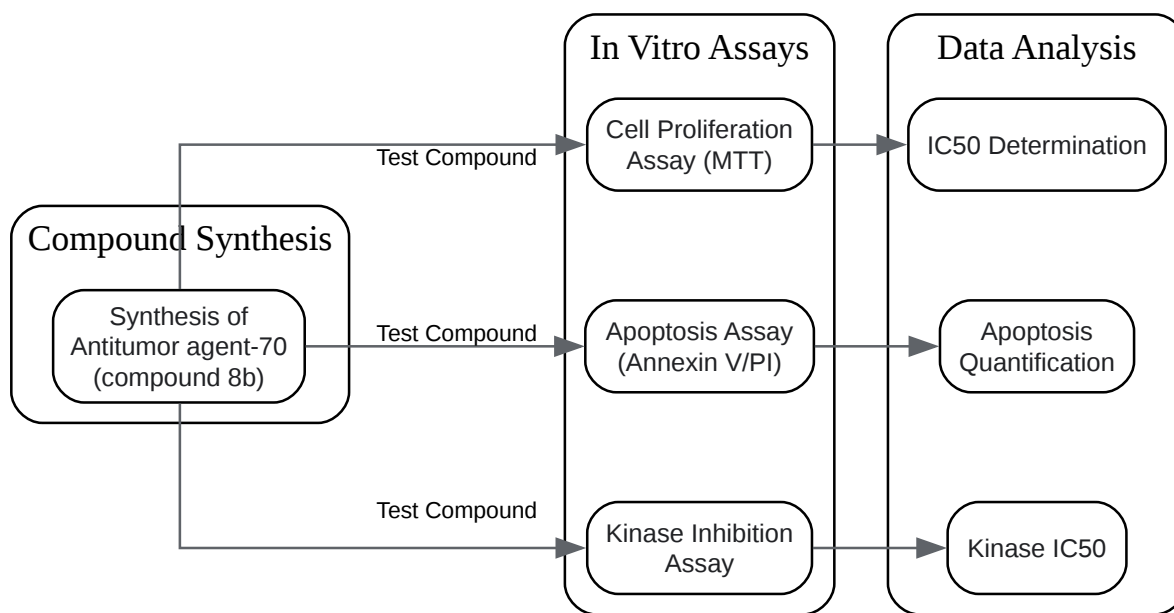 Compound Synthesis
Synthesis of
Antitumor agent-70
(compound 8b)
Test Compound
Test Compound
Test Compound
In Vitro Assays
Cell Proliferation
Assay (MTT)
Apoptosis Assay
(Annexin V/PI)
Kinase Inhibition
Assay
Data Analysis
IC50 Determination
Apoptosis
Quantification
Kinase IC50